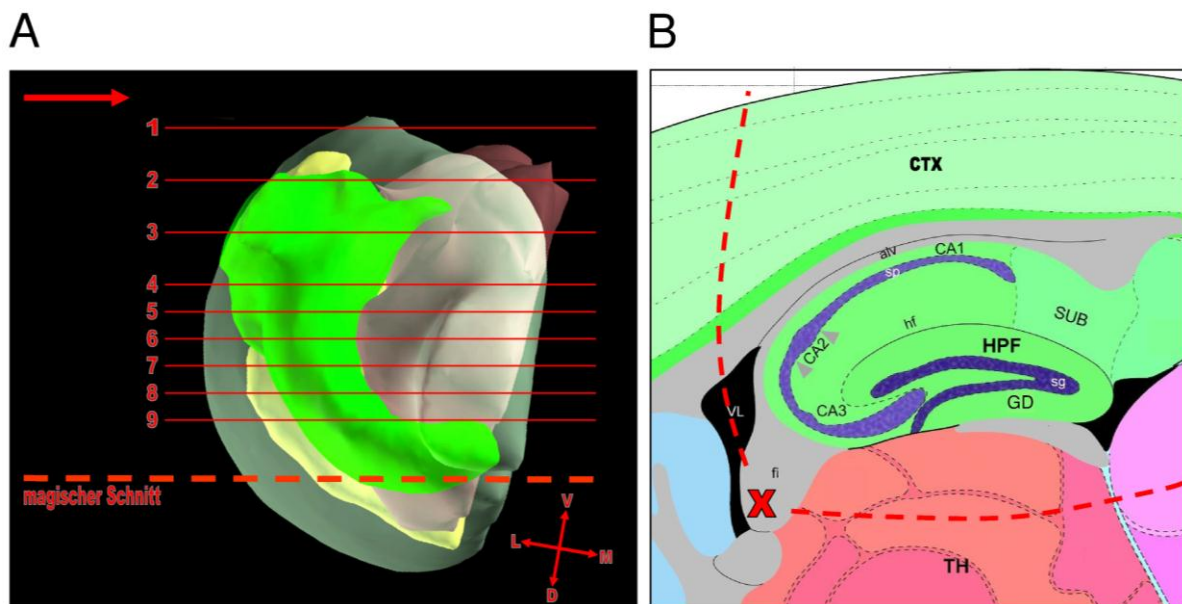 A
B
1
2
3
4
5
6
7
8
9
magischer Schnitt
V
L
M
D
CTX
alv
CA1
sp
SUB
hf
CA2
HPF
sg
VL
CA3
GD
fi
X
TH